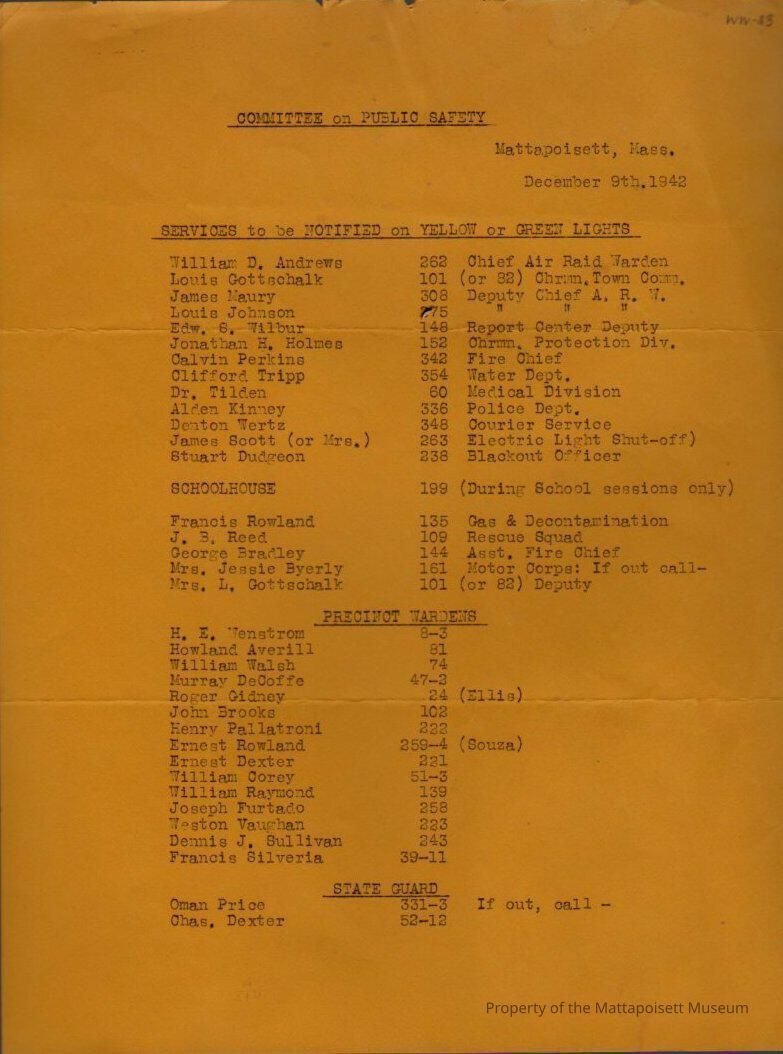 WW-83
COMMITTEE on PUBLIC SAFETY
Mattapoisett, Mass.
December 9th.1942
SERVICES to be NOTIFIED on YELLOW or GREEN LIGHTS
William D. Andrews 262 Chief Air Raid Warden
Louis Gottschalk 101 (or 82) Chrmn.Town Comm.
James Maury 308 Deputy Chief A. R. W.
Louis Johnson 75 " " "
Edw. S. Wilbur 148 Report Center Deputy
Jonathan H. Holmes 152 Chrmn. Protection Div.
Calvin Perkins 342 Fire Chief
Clifford Tripp 354 Water Dept.
Dr. Tilden 60 Medical Division
Alden Kinney 336 Police Dept.
Denton Wertz 348 Courier Service
James Scott (or Mrs.) 263 Electric Light Shut-off)
Stuart Dudgeon 238 Blackout Officer
SCHOOLHOUSE 199 (During School sessions only)
Francis Rowland 135 Gas & Decontamination
J. B. Reed 109 Rescue Squad
George Bradley 144 Asst. Fire Chief
Mrs. Jessie Byerly 161 Motor Corps: If out call-
Mrs. L. Gottschalk 101 (or 82) Deputy
PRECINCT WARDENS
H. E. Wenstrom 8-3
Howland Averill 81
William Walsh 74
Murray DeCoffe 47-2
Roger Gidney 24 (Ellis)
John Brooks 102
Henry Pallatroni 222
Ernest Rowland 259-4 (Souza)
Ernest Dexter 221
William Corey 51-3
William Raymond 139
Joseph Furtado 258
Weston Vaughan 223
Dennis J. Sullivan 243
Francis Silveria 39-11
STATE GUARD
Oman Price 331-3 If out, call -
Chas. Dexter 52-12
Property of the Mattapoisett Museum